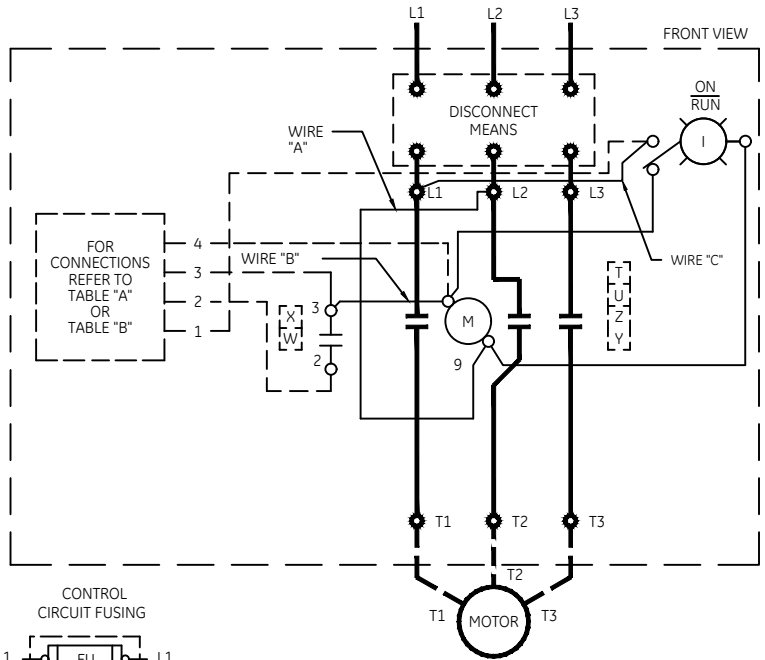 L1 L2 L3
FRONT VIEW
ON
RUN
DISCONNECT
MEANS
I
WIRE
"A"
L1 L2 L3
FOR
CONNECTIONS
REFER TO
TABLE "A"
OR
TABLE "B"
4
3
2
1
WIRE "B"
WIRE "C"
X
W
3
2
M
9
T
U
Z
Y
T1 T2 T3
T2
T1 MOTOR T3
CONTROL
CIRCUIT FUSING
1 FU L1